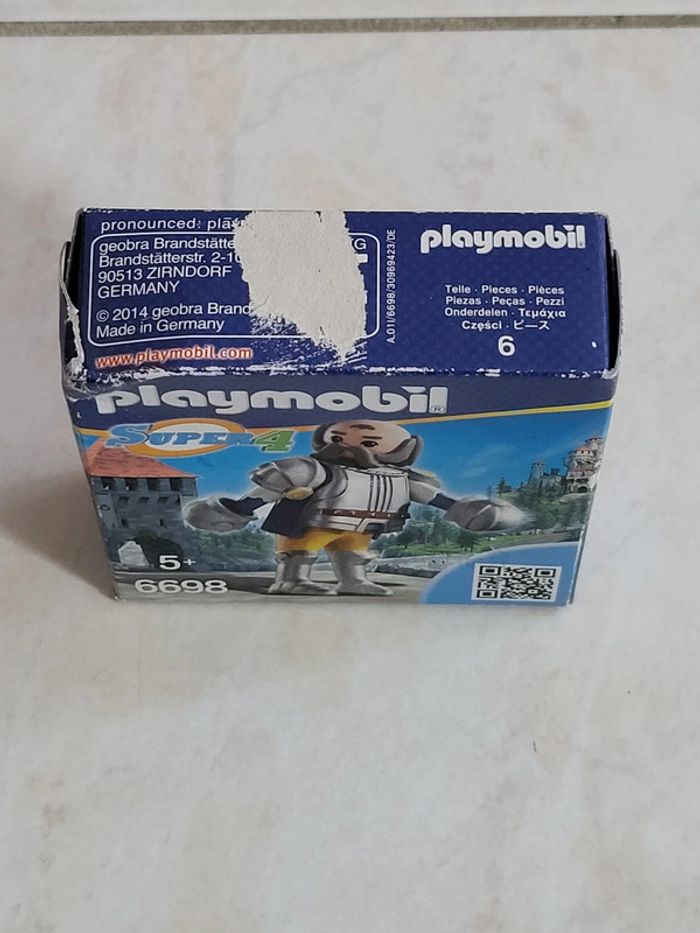 pronounced:
geobra Brandstätte
Brandstätterstr. 2-10
90513 ZIRNDORF
GERMANY
© 2014 geobra Brand
Made in Germany
www.playmobil.com
G
A.011/6698/30969423/DE
playmobil
Teile · Pieces · Pièces
Piezas · Peças · Pezzi
Onderdelen · Τεμάχια
Części · ピース
6
playmobil®
SUPER4
5+
6698